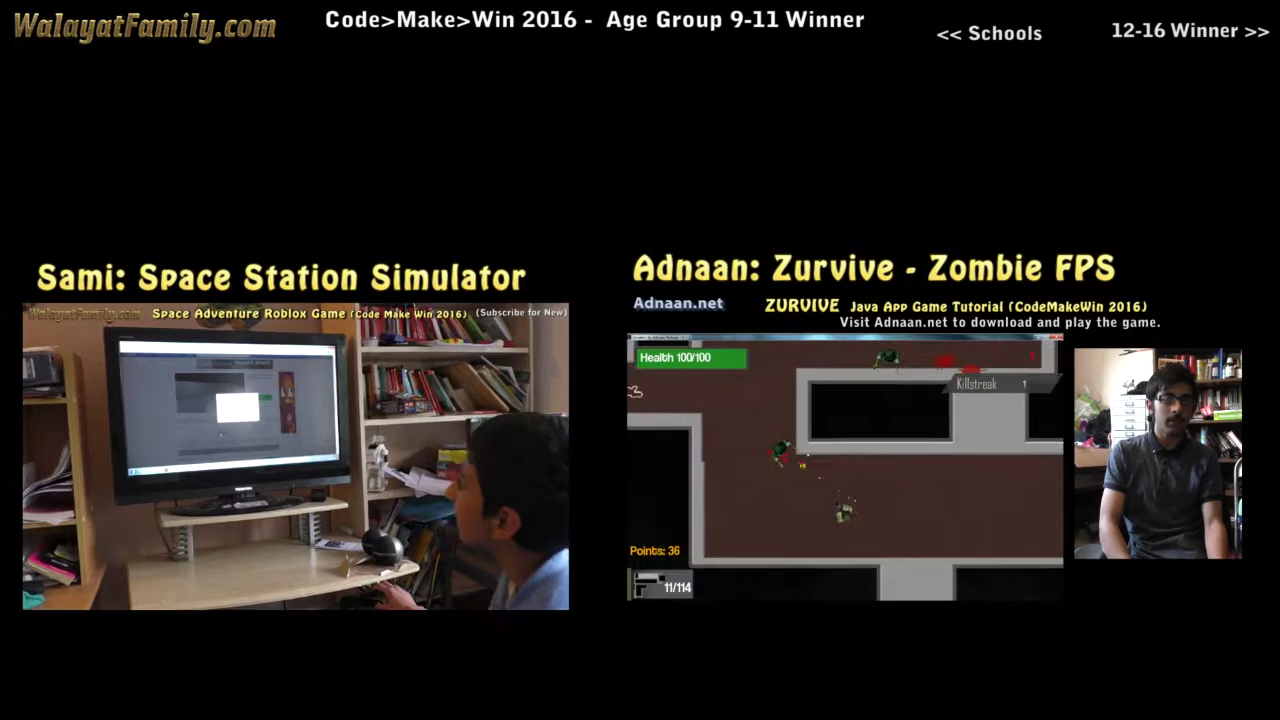 WalayatFamily.com
Code>Make>Win 2016 - Age Group 9-11 Winner
<< Schools
12-16 Winner >>
Sami: Space Station Simulator
WalayatFamily.com
Space Adventure Roblox Game (Code Make Win 2016)
(Subscribe for New)
Adnaan: Zurvive - Zombie FPS
Adnaan.net
ZURVIVE Java App Game Tutorial (CodeMakeWin 2016)
Visit Adnaan.net to download and play the game.
Health 100/100
1
Killstreak 1
Points: 36
11/114